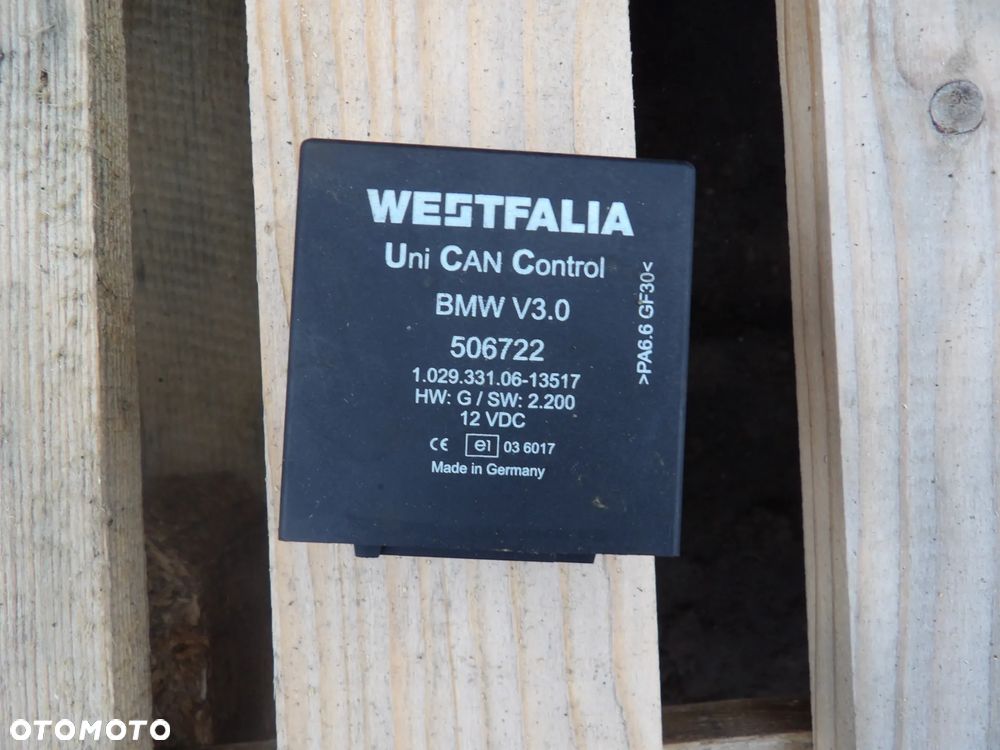 WESTFALIA
Uni CAN Control
BMW V3.0
506722
1.029.331.06-13517
HW: G / SW: 2.200
12 VDC
CE e1 03 6017
Made in Germany
>PA6.6 GF30<
OTOMOTO